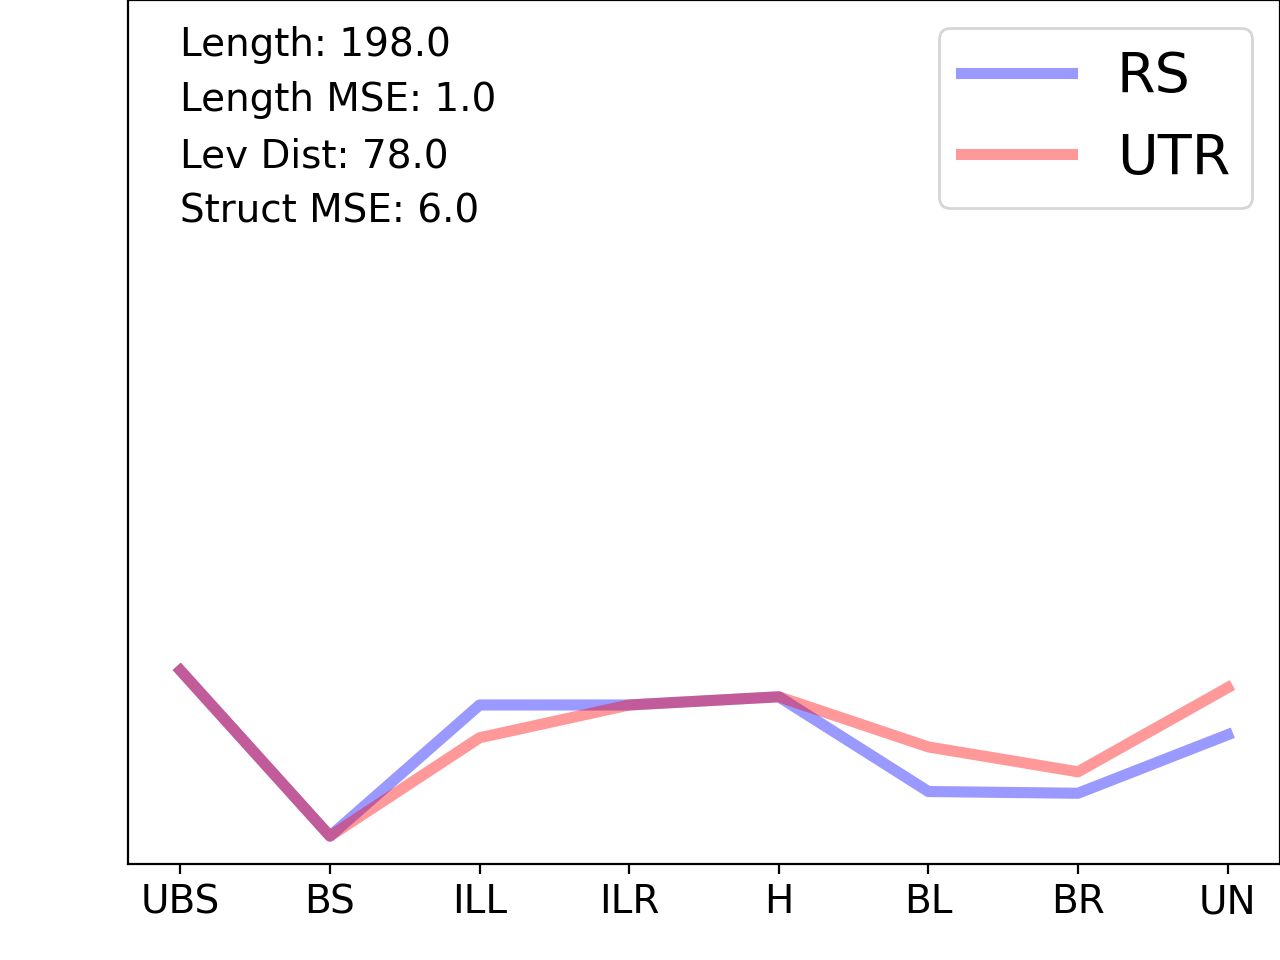 Length: 198.0
Length MSE: 1.0
Lev Dist: 78.0
Struct MSE: 6.0
RS
UTR
UBS BS ILL ILR H BL BR UN